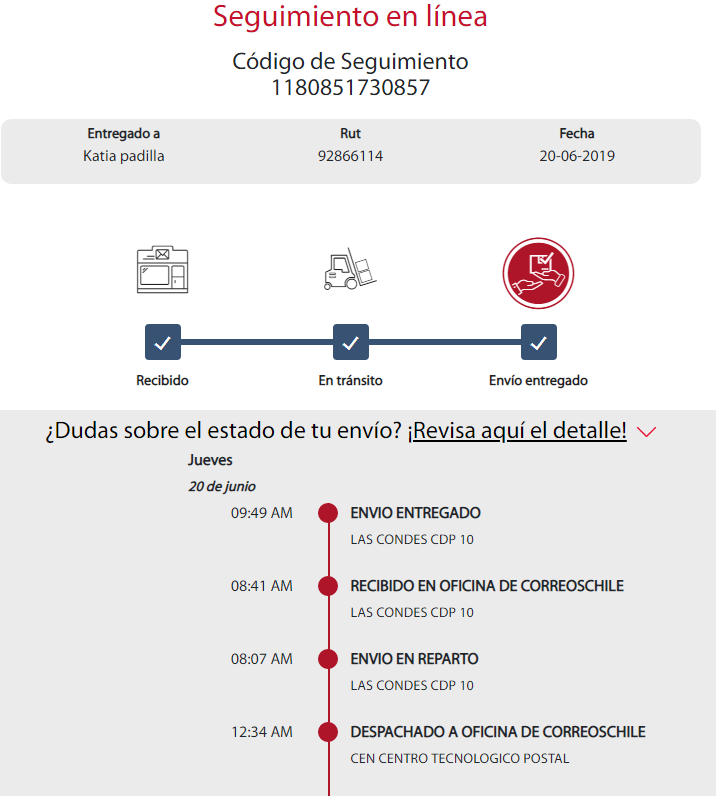 Seguimiento en línea
Código de Seguimiento
1180851730857
Entregado a
Rut
Fecha
Katia padilla
92866114
20-06-2019
Recibido
En tránsito
Envío entregado
¿Dudas sobre el estado de tu envío? ¡Revisa aquí el detalle!
Jueves
20 de junio
09:49 AM ENVIO ENTREGADO
LAS CONDES CDP 10
08:41 AM RECIBIDO EN OFICINA DE CORREOSCHILE
LAS CONDES CDP 10
08:07 AM ENVIO EN REPARTO
LAS CONDES CDP 10
12:34 AM DESPACHADO A OFICINA DE CORREOSCHILE
CEN CENTRO TECNOLOGICO POSTAL